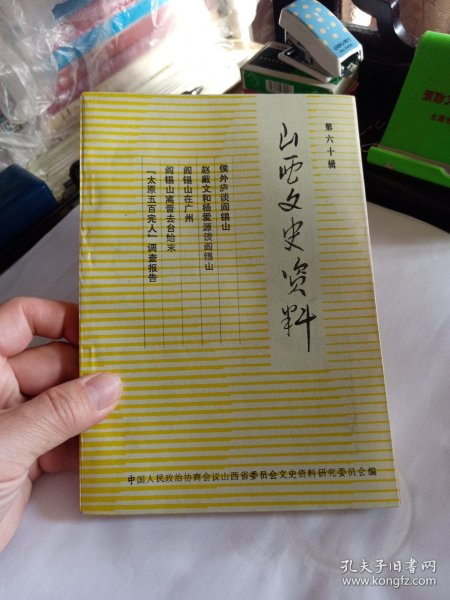 第六十辑
山西文史资料
侯外庐谈阎锡山
赵戴文和杨爱源谈阎锡山
阎锡山在广州
阎锡山离晋去台始末
“太原五百完人”调查报告
中国人民政治协商会议山西省委员会文史资料研究委员会编
孔夫子旧书网
www.kongfz.com